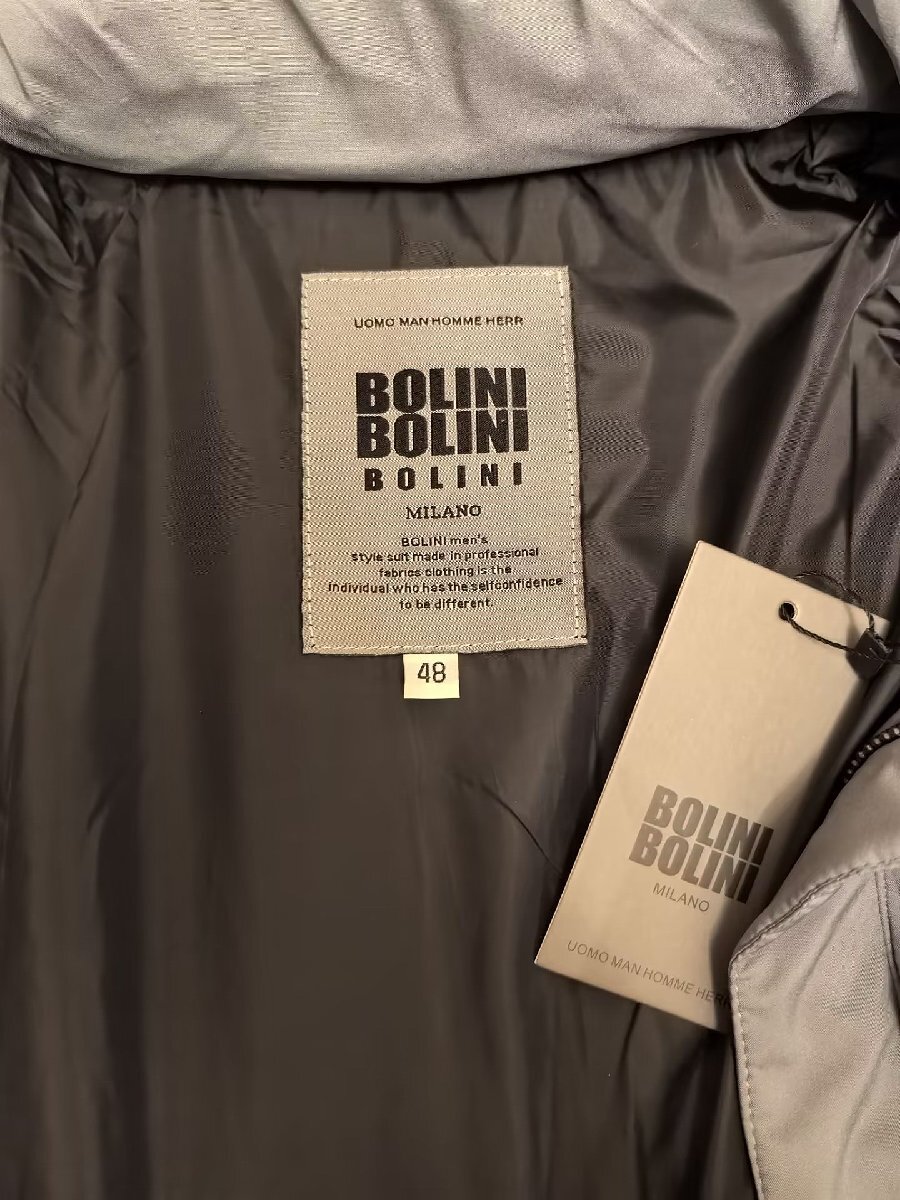 UOMO MAN HOMME HERR
BOLINI
BOLINI
BOLINI
MILANO
BOLINI men's
style suit made in professional
fabrics clothing is the
individual who has the selfconfidence
to be different.
48
BOLINI
BOLINI
MILANO
UOMO MAN HOMME HERR